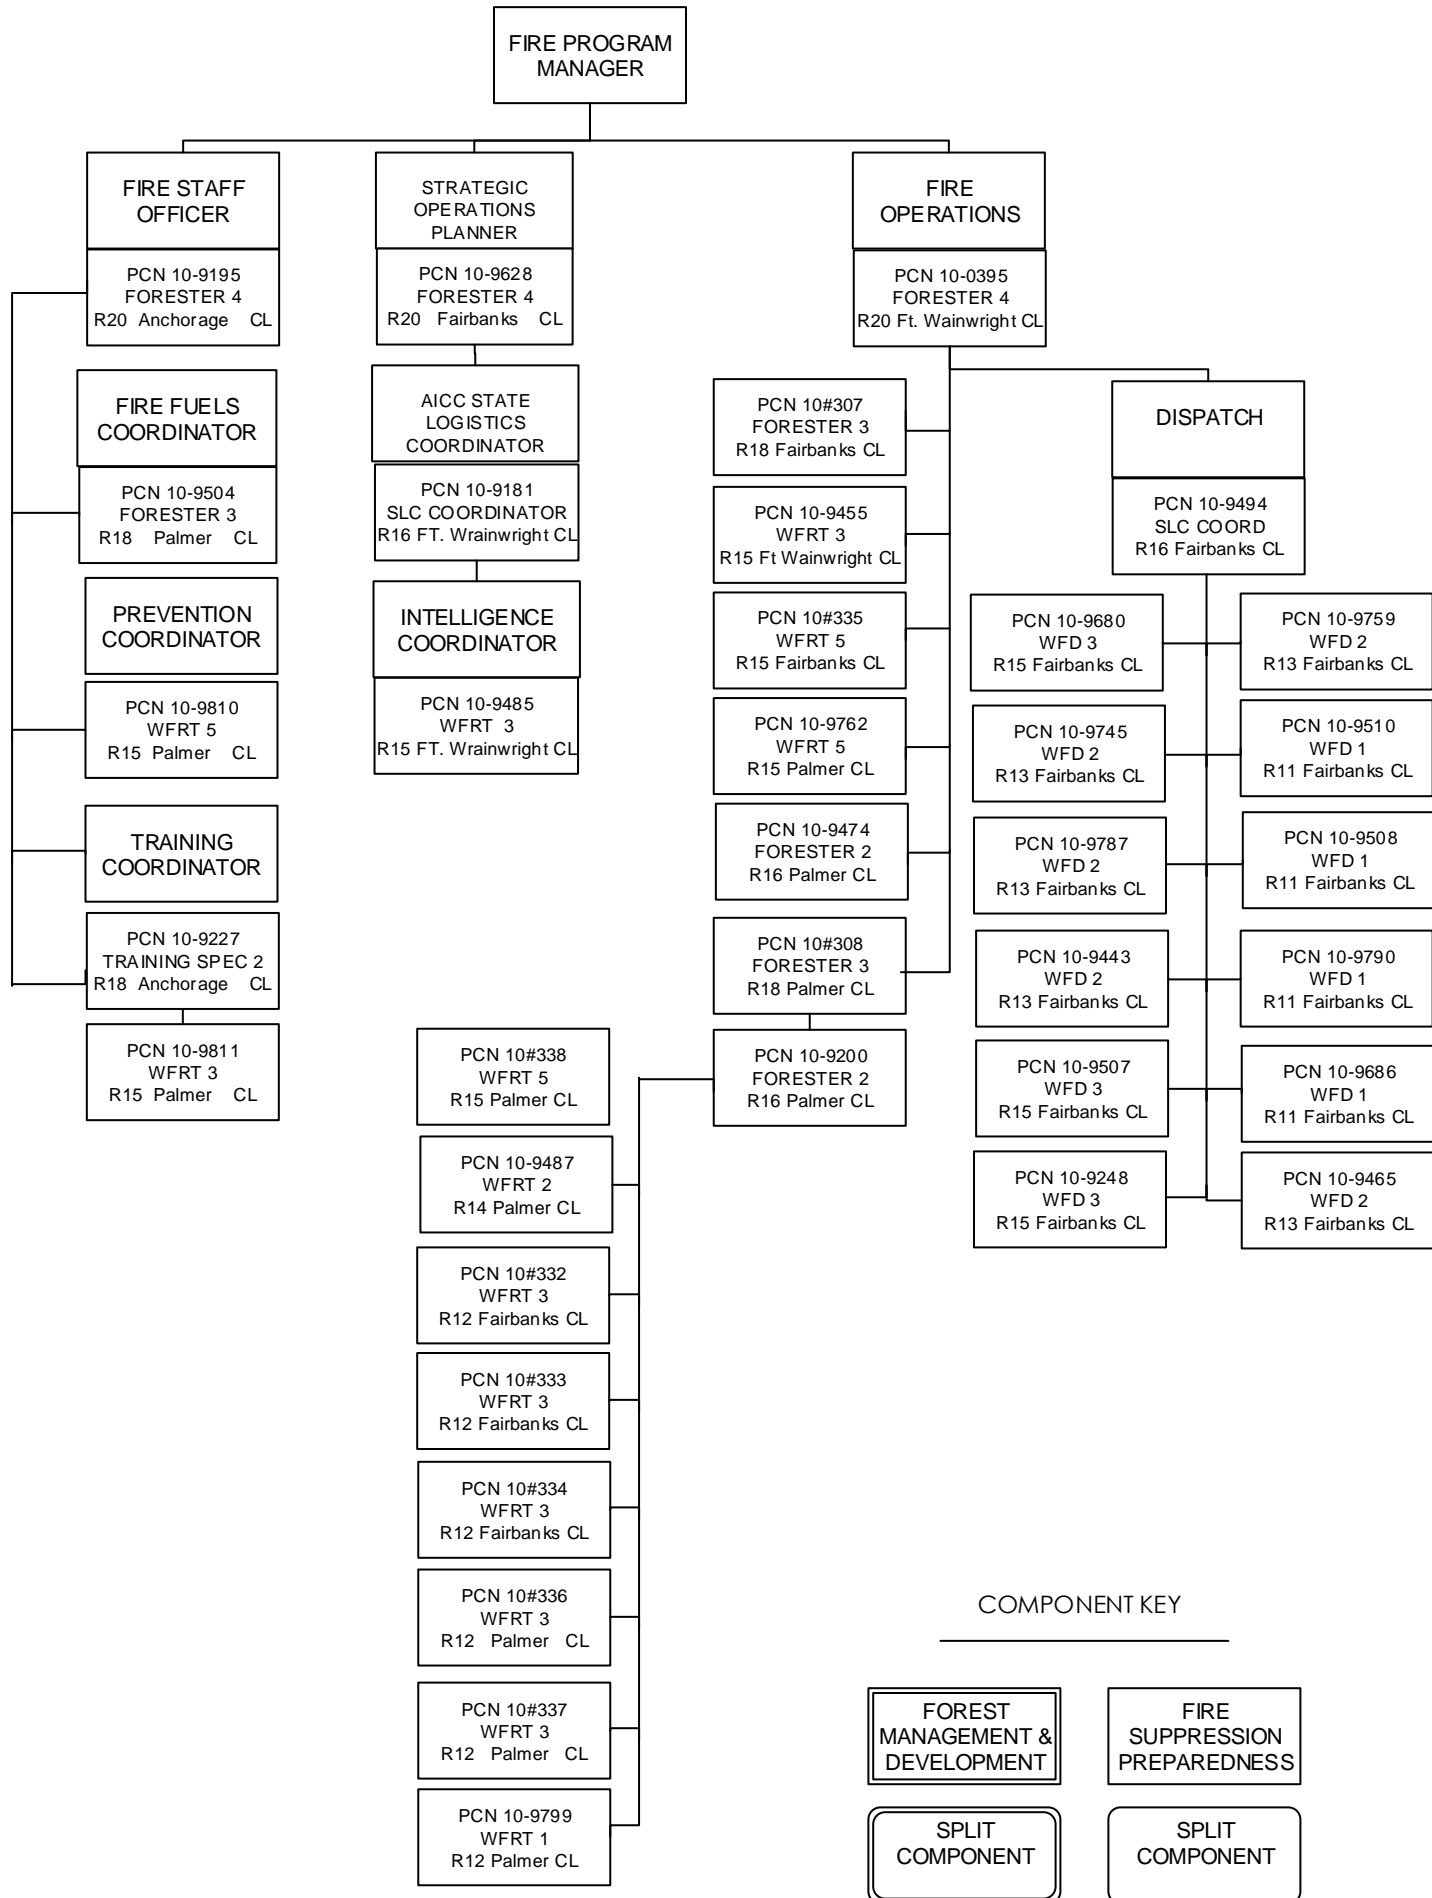 FIRE PROGRAM
MANAGER
FIRE STAFF
OFFICER
PCN 10-9195
FORESTER 4
R20 Anchorage CL
FIRE FUELS
COORDINATOR
PCN 10-9504
FORESTER 3
R18 Palmer CL
PREVENTION
COORDINATOR
PCN 10-9810
WFRT 5
R15 Palmer CL
TRAINING
COORDINATOR
PCN 10-9227
TRAINING SPEC 2
R18 Anchorage CL
PCN 10-9811
WFRT 3
R15 Palmer CL
STRATEGIC
OPERATIONS
PLANNER
PCN 10-9628
FORESTER 4
R20 Fairbanks CL
AICC STATE
LOGISTICS
COORDINATOR
PCN 10-9181
SLC COORDINATOR
R16 FT. Wrainwright CL
INTELLIGENCE
COORDINATOR
PCN 10-9485
WFRT 3
R15 FT. Wrainwright CL
FIRE
OPERATIONS
PCN 10-0395
FORESTER 4
R20 Ft. Wainwright CL
PCN 10#307
FORESTER 3
R18 Fairbanks CL
PCN 10-9455
WFRT 3
R15 Ft Wainwright CL
PCN 10#335
WFRT 5
R15 Fairbanks CL
PCN 10-9762
WFRT 5
R15 Palmer CL
PCN 10-9474
FORESTER 2
R16 Palmer CL
PCN 10#308
FORESTER 3
R18 Palmer CL
PCN 10-9200
FORESTER 2
R16 Palmer CL
PCN 10#338
WFRT 5
R15 Palmer CL
PCN 10-9487
WFRT 2
R14 Palmer CL
PCN 10#332
WFRT 3
R12 Fairbanks CL
PCN 10#333
WFRT 3
R12 Fairbanks CL
PCN 10#334
WFRT 3
R12 Fairbanks CL
PCN 10#336
WFRT 3
R12 Palmer CL
PCN 10#337
WFRT 3
R12 Palmer CL
PCN 10-9799
WFRT 1
R12 Palmer CL
DISPATCH
PCN 10-9494
SLC COORD
R16 Fairbanks CL
PCN 10-9680
WFD 3
R15 Fairbanks CL
PCN 10-9759
WFD 2
R13 Fairbanks CL
PCN 10-9745
WFD 2
R13 Fairbanks CL
PCN 10-9510
WFD 1
R11 Fairbanks CL
PCN 10-9787
WFD 2
R13 Fairbanks CL
PCN 10-9508
WFD 1
R11 Fairbanks CL
PCN 10-9443
WFD 2
R13 Fairbanks CL
PCN 10-9790
WFD 1
R11 Fairbanks CL
PCN 10-9507
WFD 3
R15 Fairbanks CL
PCN 10-9686
WFD 1
R11 Fairbanks CL
PCN 10-9248
WFD 3
R15 Fairbanks CL
PCN 10-9465
WFD 2
R13 Fairbanks CL
COMPONENT KEY
FOREST
MANAGEMENT &
DEVELOPMENT
FIRE
SUPPRESSION
PREPAREDNESS
SPLIT
COMPONENT
SPLIT
COMPONENT